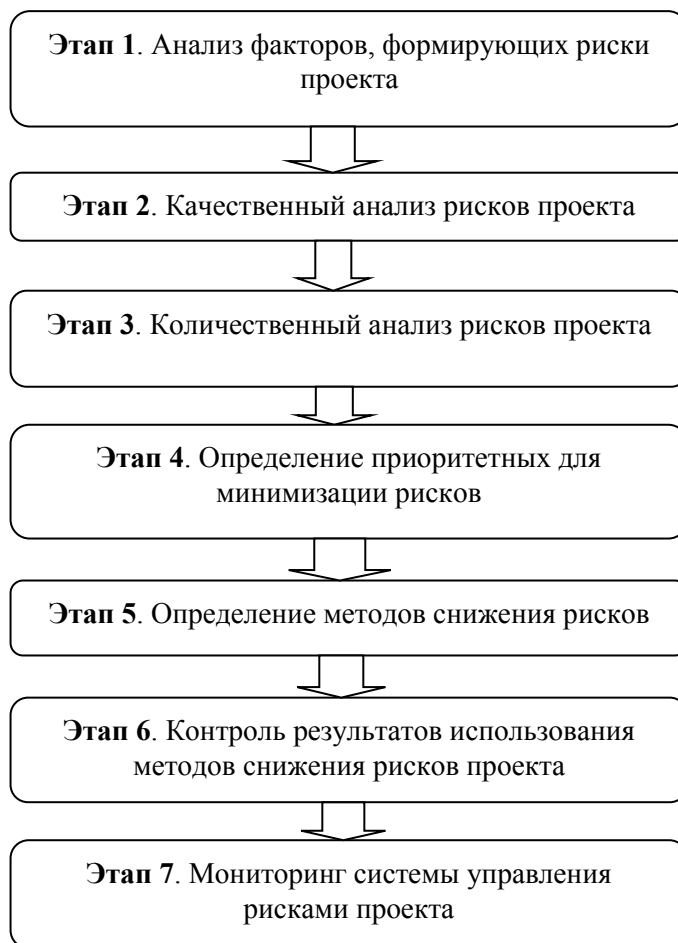 Этап 1. Анализ факторов, формирующих риски
проекта
Этап 2. Качественный анализ рисков проекта
Этап 3. Количественный анализ рисков проекта
Этап 4. Определение приоритетных для
минимизации рисков
Этап 5. Определение методов снижения рисков
Этап 6. Контроль результатов использования
методов снижения рисков проекта
Этап 7. Мониторинг системы управления
рисками проекта